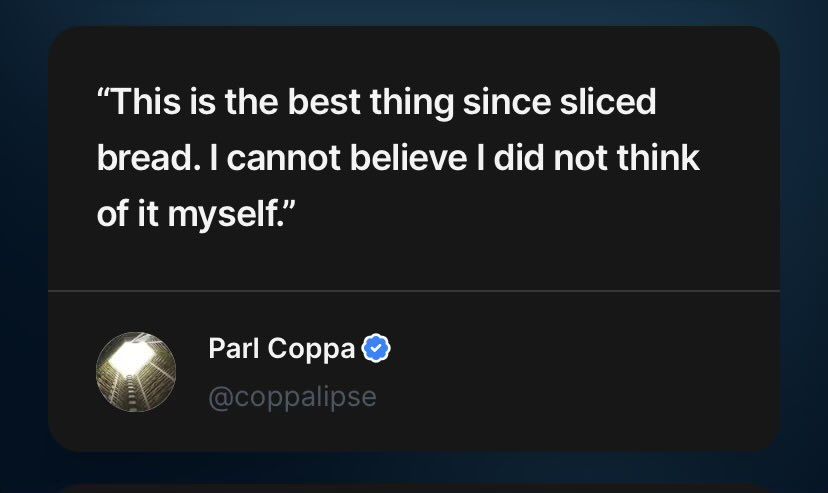 “This is the best thing since sliced
bread. I cannot believe I did not think
of it myself.”
Parl Coppa
@coppalipse